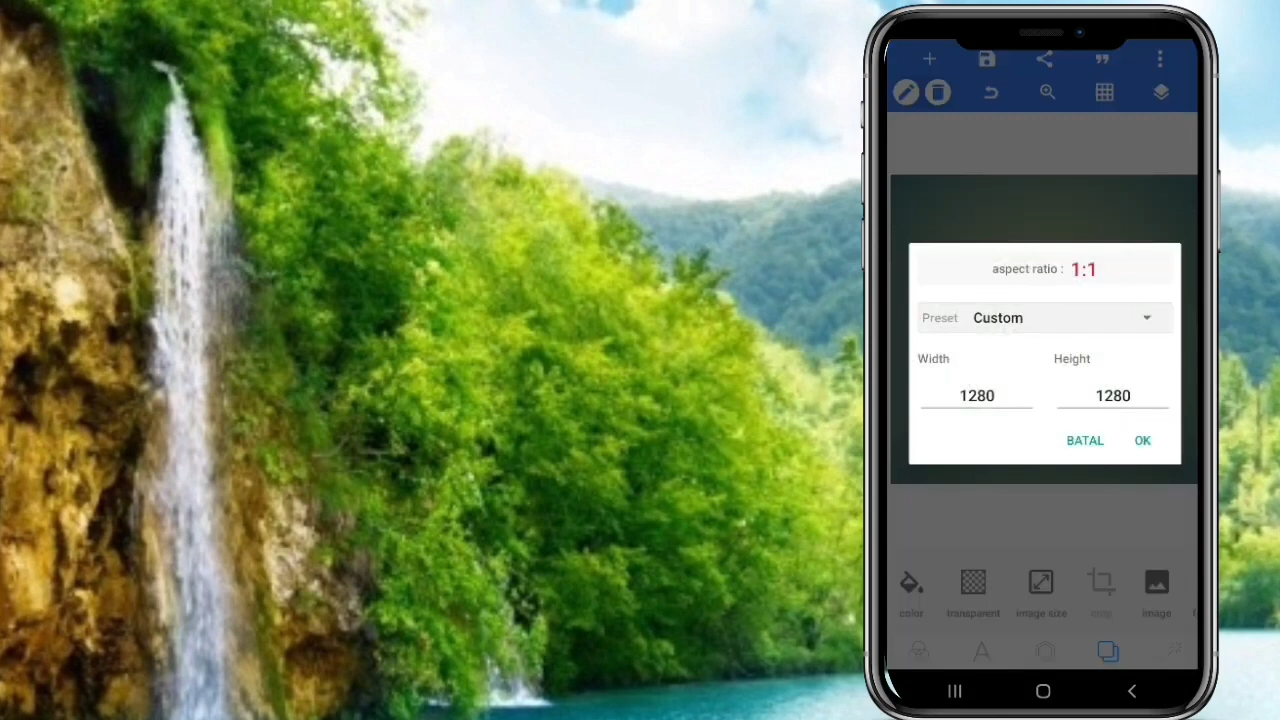 aspect ratio : 1:1
Preset Custom
Width Height
1280 1280
BATAL OK
color transparent image size crop image